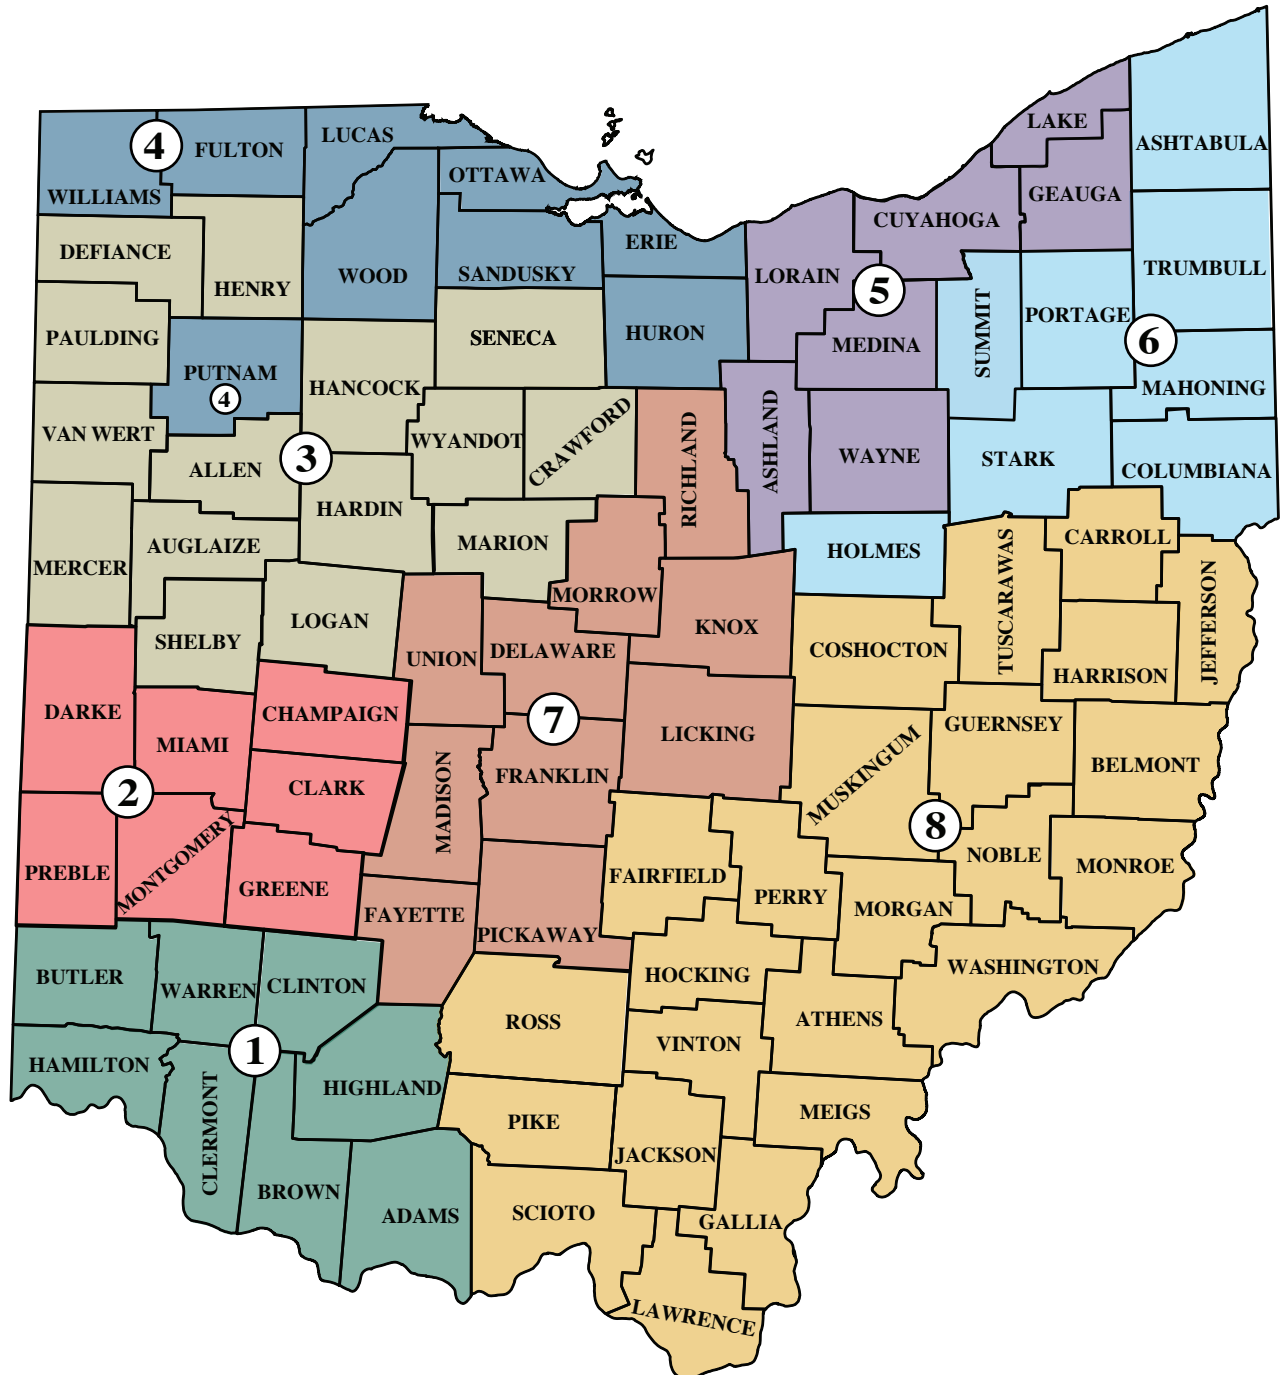 LAKE
ASHTABULA
LUCAS
4
FULTON
OTTAWA
WILLIAMS
GEAUGA
CUYAHOGA
ERIE
DEFIANCE
TRUMBULL
WOOD
SANDUSKY
LORAIN
HENRY
5
PORTAGE
HURON
SENECA
PAULDING
MEDINA
SUMMIT
6
PUTNAM
4
HANCOCK
MAHONING
VAN WERT
WYANDOT
CRAWFORD
RICHLAND
ASHLAND
WAYNE
STARK
3
ALLEN
COLUMBIANA
HARDIN
AUGLAIZE
MARION
HOLMES
CARROLL
MERCER
TUSCARAWAS
JEFFERSON
MORROW
LOGAN
KNOX
SHELBY
UNION
DELAWARE
COSHOCTON
HARRISON
DARKE
CHAMPAIGN
7
LICKING
GUERNSEY
MIAMI
MUSKINGUM
BELMONT
FRANKLIN
2
CLARK
MADISON
8
NOBLE
PREBLE
MONTGOMERY
GREENE
FAIRFIELD
PERRY
MONROE
FAYETTE
MORGAN
PICKAWAY
BUTLER
WARREN
CLINTON
HOCKING
WASHINGTON
ROSS
ATHENS
1
VINTON
HAMILTON
HIGHLAND
CLERMONT
PIKE
MEIGS
JACKSON
BROWN
ADAMS
SCIOTO
GALLIA
LAWRENCE